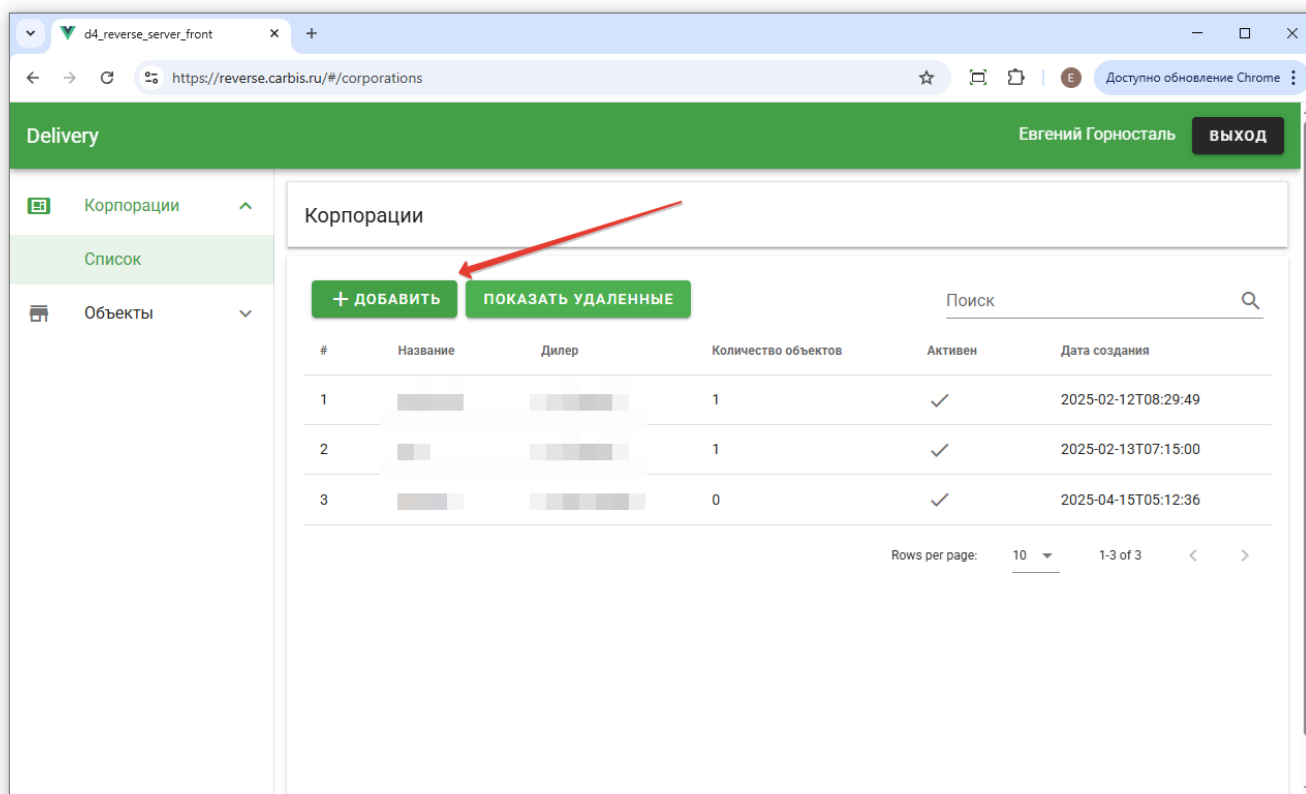 d4_reverse_server_front
https://reverse.carbis.ru/#/corporations
E
Доступно обновление Chrome
Delivery
Евгений Горносталь
ВЫХОД
Корпорации
Список
Объекты
Корпорации
+ ДОБАВИТЬ
ПОКАЗАТЬ УДАЛЕННЫЕ
Поиск
# Название Дилер Количество объектов Активен Дата создания
1 1 2025-02-12T08:29:49
2 1 2025-02-13T07:15:00
3 0 2025-04-15T05:12:36
Rows per page: 10 1-3 of 3